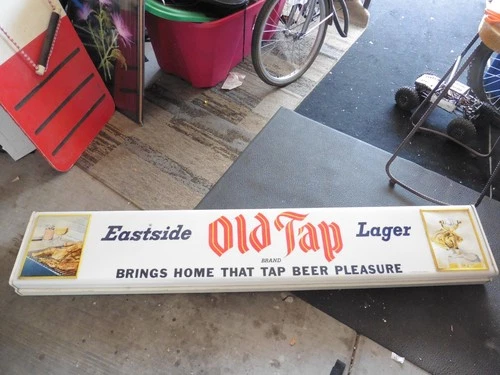 Eastside Old Tap Lager
BRAND
BRINGS HOME THAT TAP BEER PLEASURE